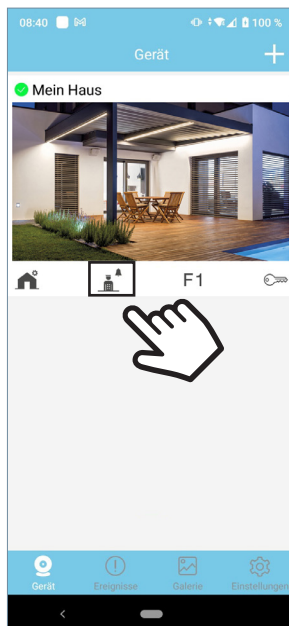 08:40 100 %
Gerät
Mein Haus
F1
Gerät Ereignisse Galerie Einstellungen